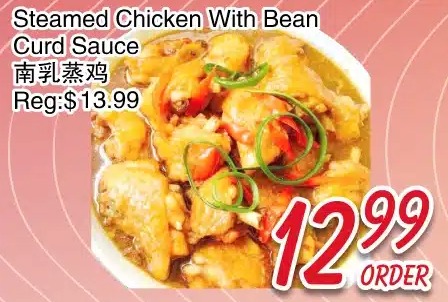 Steamed Chicken With Bean
Curd Sauce
南乳蒸鸡
Reg:$13.99
12 99
ORDER